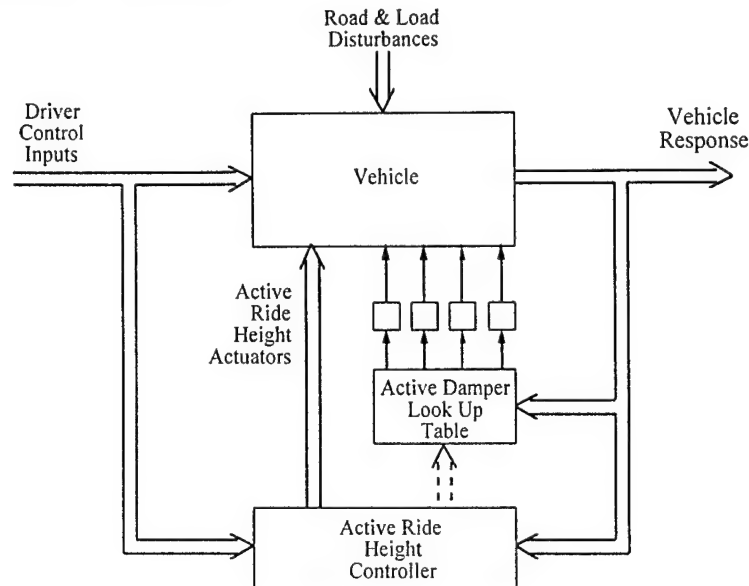 Road & Load
Disturbances
Driver
Control
Inputs
Vehicle
Response
Vehicle
Active
Ride
Height
Actuators
Active Damper
Look Up
Table
Active Ride
Height
Controller